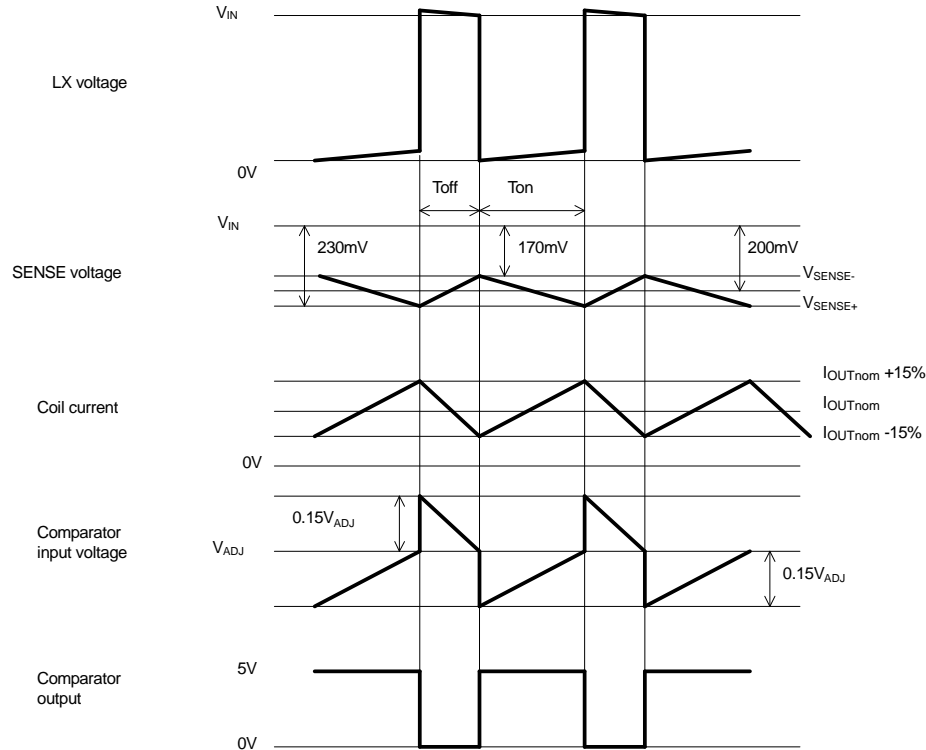 VIN
LX voltage
0V
Toff
Ton
VIN
230mV
170mV
200mV
SENSE voltage
VSENSE-
VSENSE+
IOUTnom +15%
Coil current
IOUTnom
IOUTnom -15%
0V
0.15VADJ
Comparator
input voltage
VADJ
0.15VADJ
5V
Comparator
output
0V